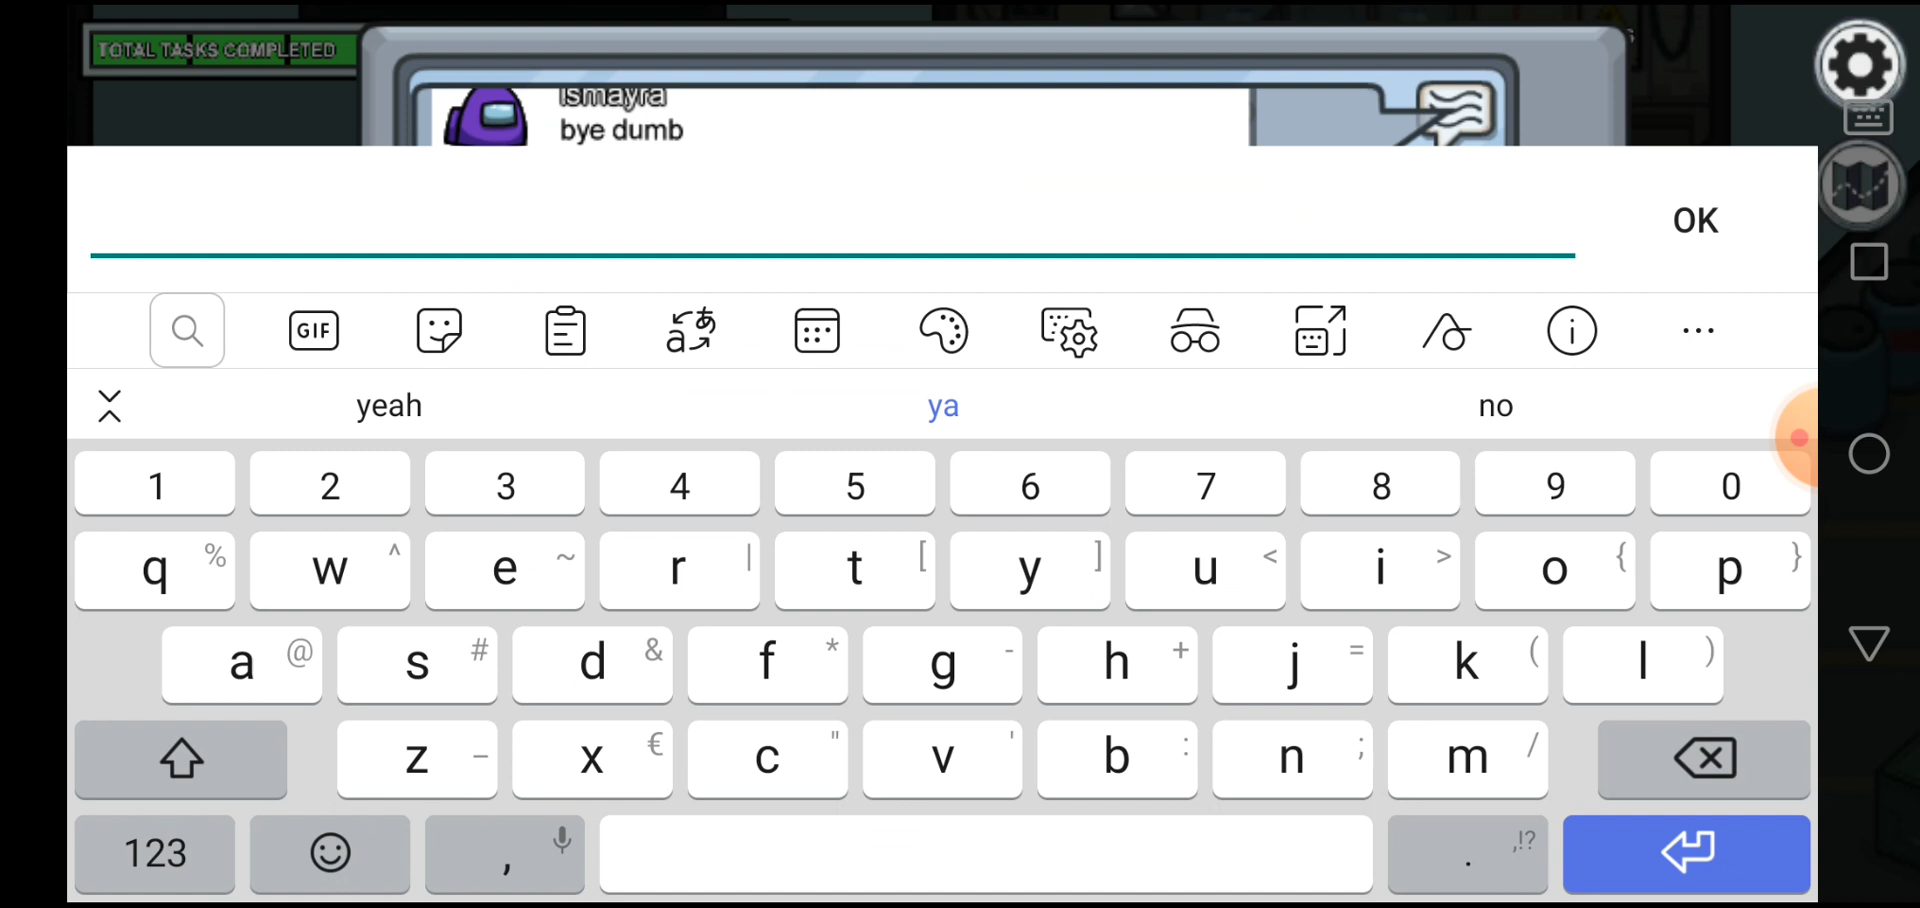 TOTAL TASKS COMPLETED
Ismayra
bye dumb
OK
GIF
a あ
yeah ya no
1 2 3 4 5 6 7 8 9 0
q % w ^ e ~ r | t [ y ] u < i > o { p }
a @ s # d & f * g - h + j = k ( l )
z _ x € c " v ' b : n ; m /
123 , . ,!?